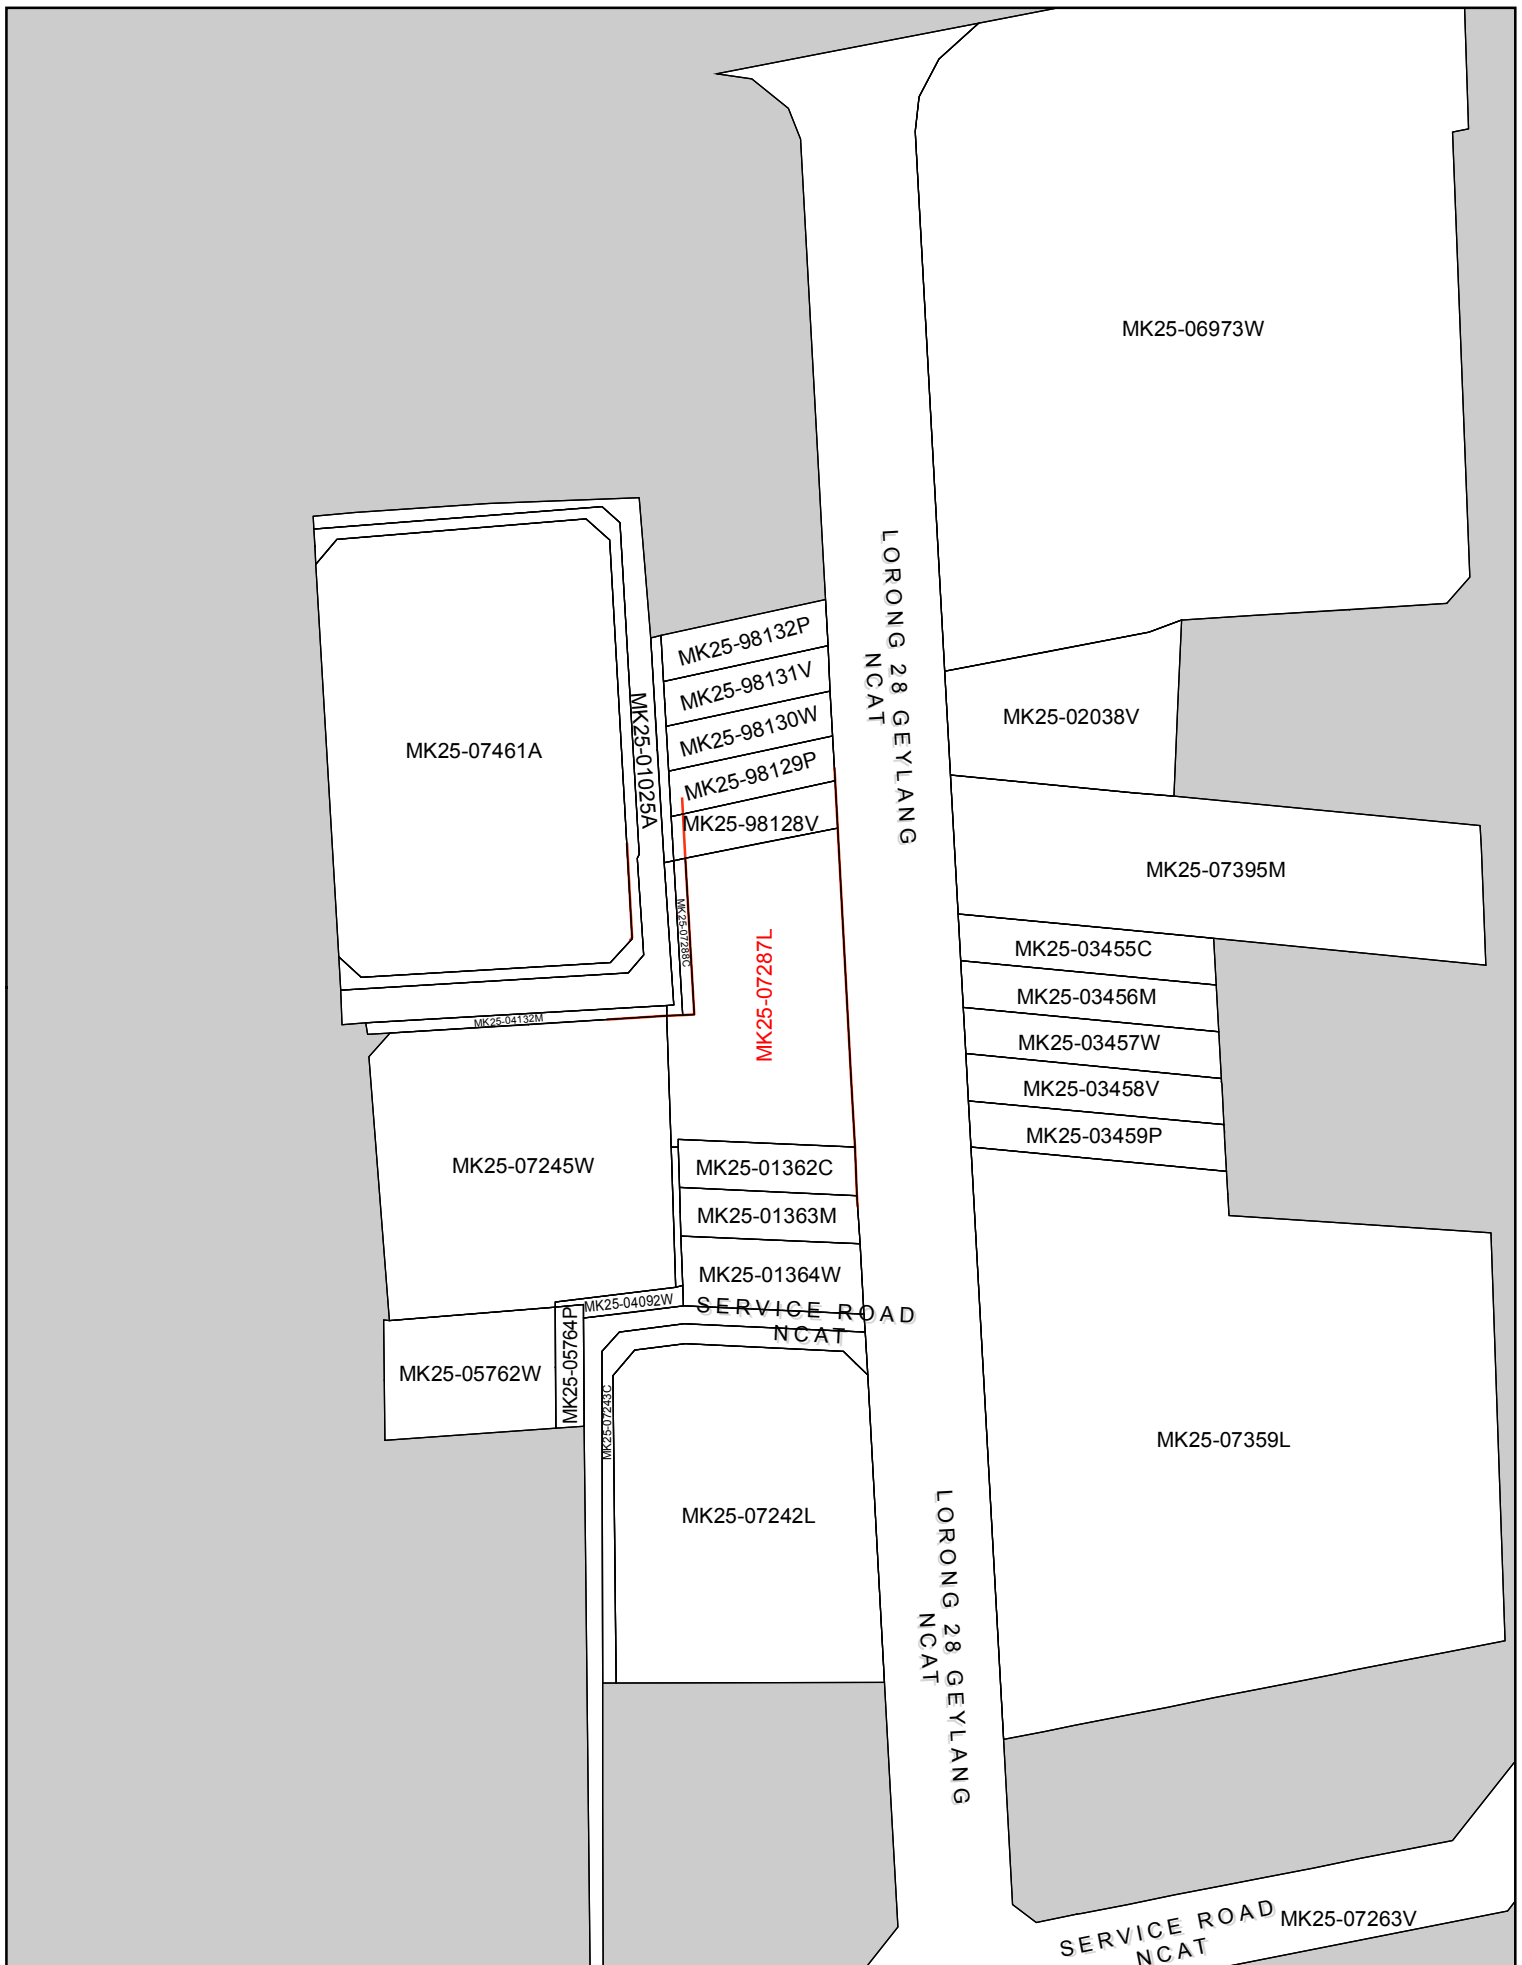 MK25-06973W
LORONG 28 GEYLANG
NCAT
MK25-98132P
MK25-98131V
MK25-98130W
MK25-98129P
MK25-98128V
MK25-01025A
MK25-07461A
MK25-02038V
MK25-07395M
MK25-07288C
MK25-07287L
MK25-03455C
MK25-03456M
MK25-03457W
MK25-03458V
MK25-03459P
MK25-04132M
MK25-07245W
MK25-01362C
MK25-01363M
MK25-01364W
MK25-04092W
SERVICE ROAD
NCAT
MK25-05764P
MK25-05762W
MK25-07243C
MK25-07242L
MK25-07359L
LORONG 28 GEYLANG
NCAT
SERVICE ROAD
NCAT
MK25-07263V